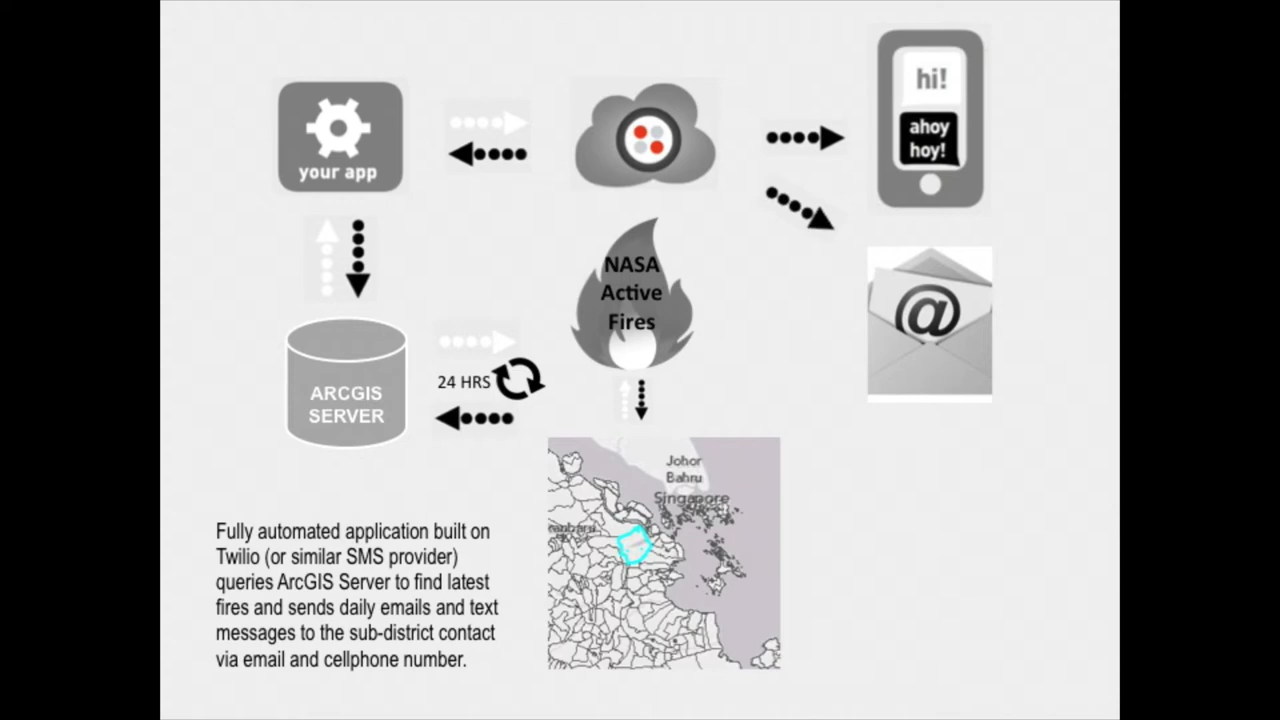 hi!
ahoy
hoy!
your app
NASA
Active
Fires
24 HRS
ARCGIS
SERVER
Johor
Bahru
Singapore
Fully automated application built on
Twilio (or similar SMS provider)
queries ArcGIS Server to find latest
fires and sends daily emails and text
messages to the sub-district contact
via email and cellphone number.